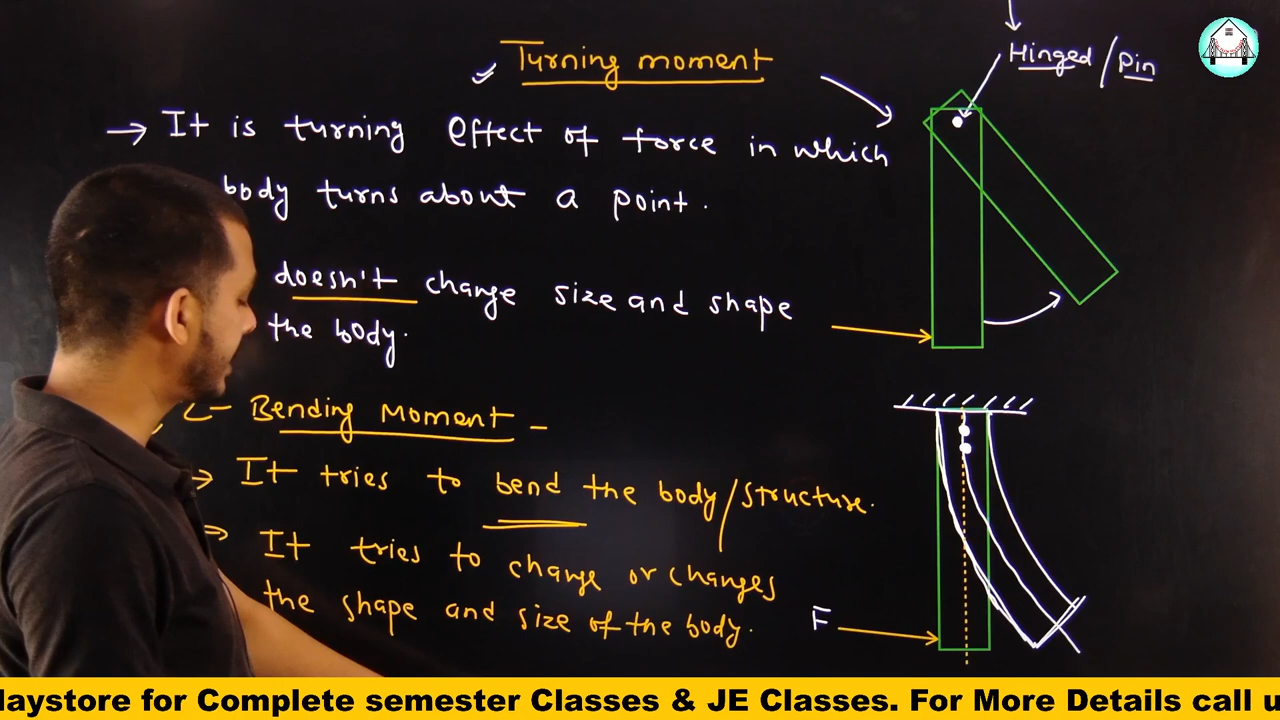 Turning moment
Hinged/Pin
→ It is turning effect of force in which
body turns about a point.
doesn't change size and shape
the body.
Bending Moment -
→ It tries to bend the body/structure.
⇒ It tries to change or changes
the shape and size of the body.
F
laystore for Complete semester Classes & JE Classes. For More Details call u